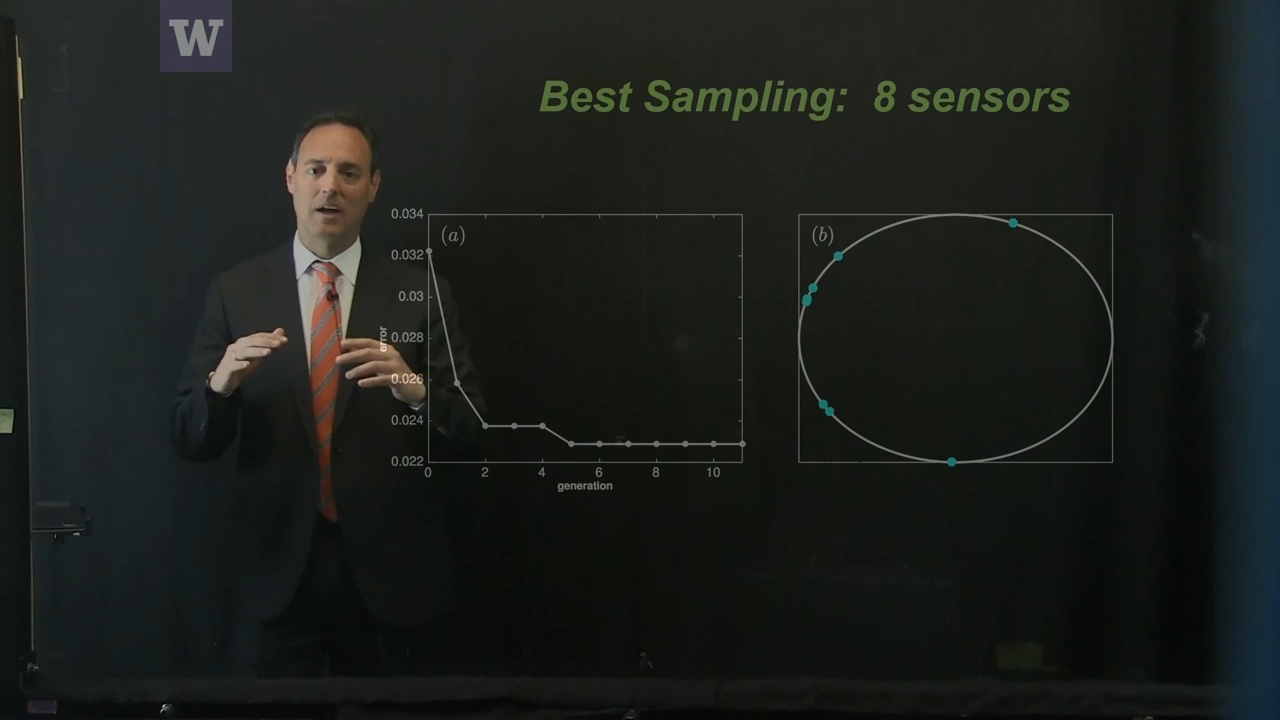 W
Best Sampling: 8 sensors
(a)
0.034
0.032
0.03
0.028
0.026
0.024
0.022
error
0
2
4
6
8
10
generation
(b)